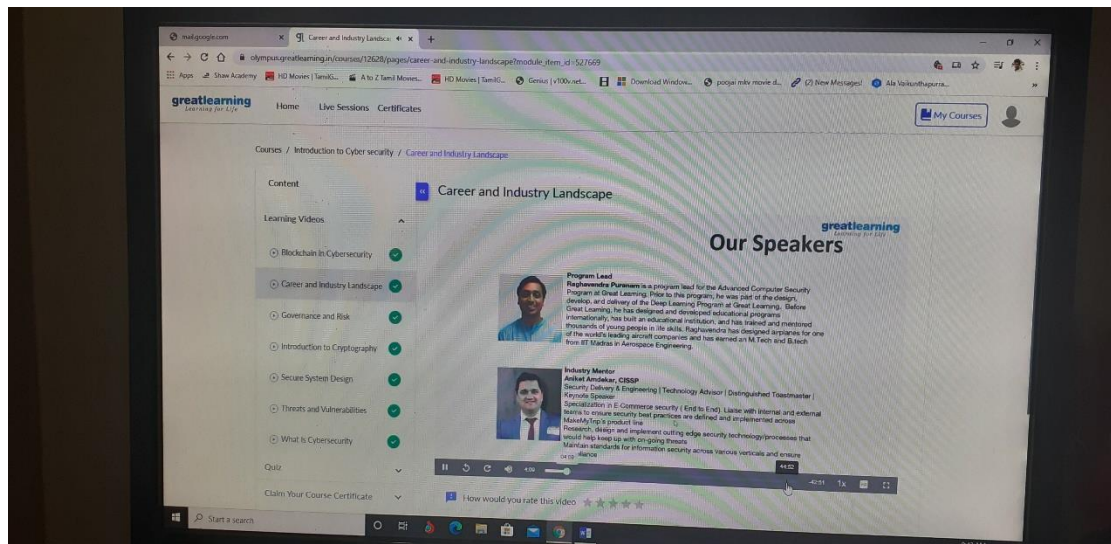 mail.google.com
Career and Industry Landsca
olympus.greatlearning.in/courses/12628/pages/career-and-industry-landscape?module_item_id=527669
Apps
Shaw Academy
HD Movies | TamilG...
A to Z Tamil Movies...
HD Movies | TamilG...
Genius | v100v.net...
Download Window...
poojai mkv movie d...
(2) New Messages!
Ala Vaikunthapurra...
greatlearning
Learning for Life
Home Live Sessions Certificates
My Courses
Courses / Introduction to Cyber security / Career and Industry Landscape
Content
Learning Videos
Blockchain in Cybersecurity
Career and Industry Landscape
Governance and Risk
Introduction to Cryptography
Secure System Design
Threats and Vulnerabilities
What Is Cybersecurity
Quiz
Claim Your Course Certificate
Career and Industry Landscape
greatlearning
Learning for Life
Our Speakers
Program Lead
Raghavendra Puranam is a program lead for the Advanced Computer Security
Program at Great Learning. Prior to this program, he was part of the design,
develop, and delivery of the Deep Learning Program at Great Learning. Before
Great Learning, he has designed and developed educational programs
internationally, has built an educational institution, and has trained and mentored
thousands of young people in life skills. Raghavendra has designed airplanes for one
of the world's leading aircraft companies and has earned an M.Tech and B.tech
from IIT Madras in Aerospace Engineering.
Industry Mentor
Aniket Amdekar, CISSP
Security Delivery & Engineering | Technology Advisor | Distinguished Toastmaster |
Keynote Speaker
Specialization in E-Commerce security ( End to End). Liaise with internal and external
teams to ensure security best practices are defined and implemented across
MakeMyTrip's product line
Research, design and implement cutting edge security technology/processes that
would help keep up with on-going threats
Maintain standards for information security across various verticals and ensure
04:09
44:02
4:09
-42:51
1x
How would you rate this video
Start a search